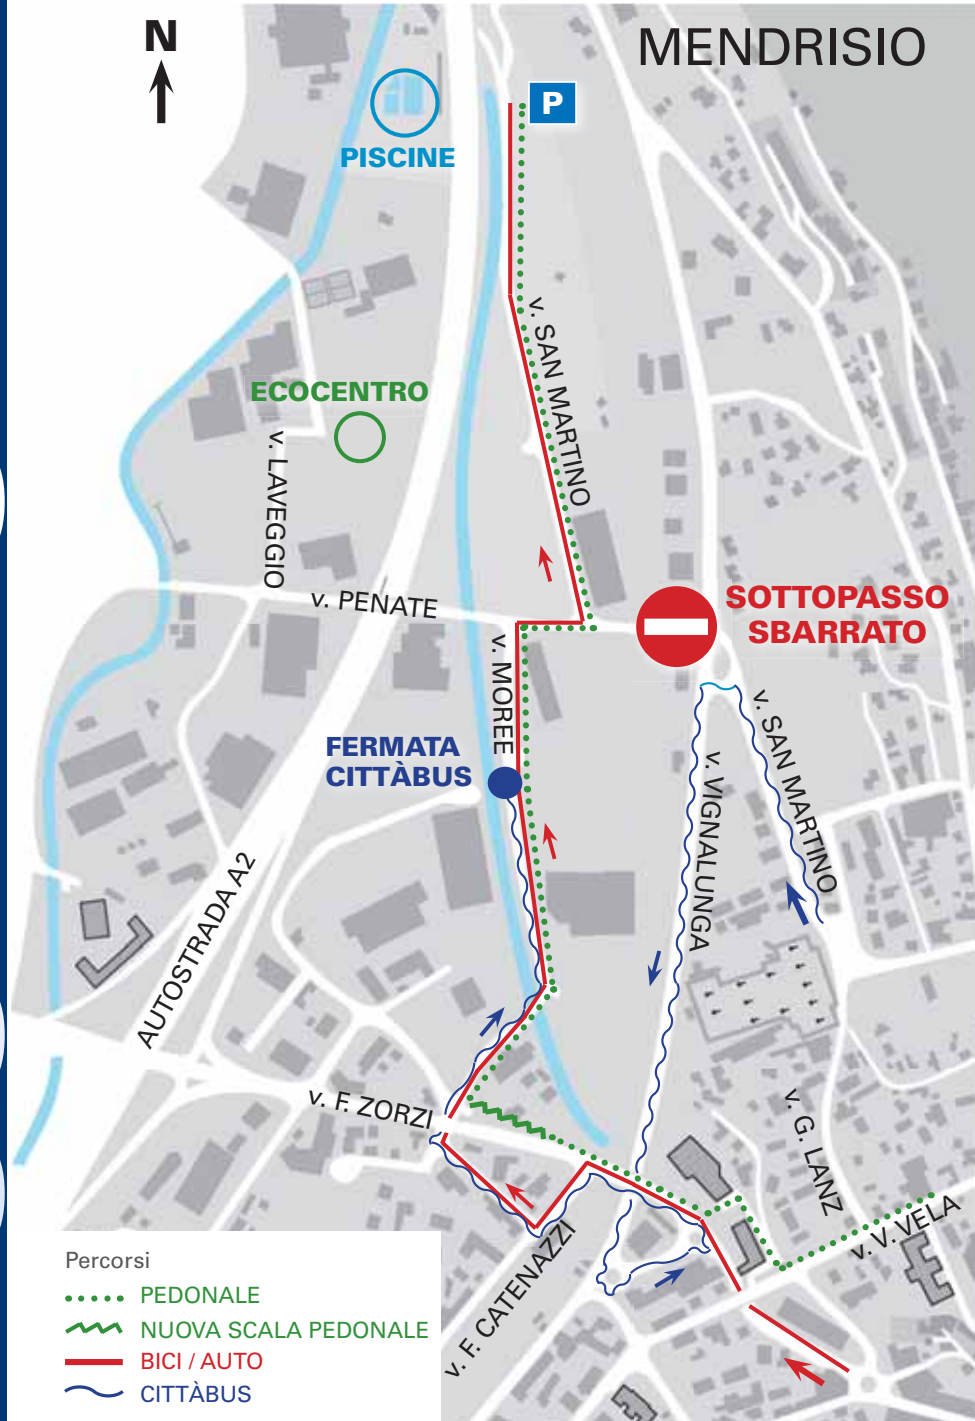 MENDRISIO
N
P
PISCINE
v. SAN MARTINO
ECOCENTRO
v. LAVEGGIO
v. PENATE
SOTTOPASSO
SBARRATO
v. MOREE
FERMATA
CITTÀBUS
v. SAN MARTINO
v. VIGNALUNGA
AUTOSTRADA A2
v. F. ZORZI
v. G. LANZ
v. V. VELA
v. F. CATENAZZI
Percorsi
PEDONALE
NUOVA SCALA PEDONALE
BICI / AUTO
CITTÀBUS